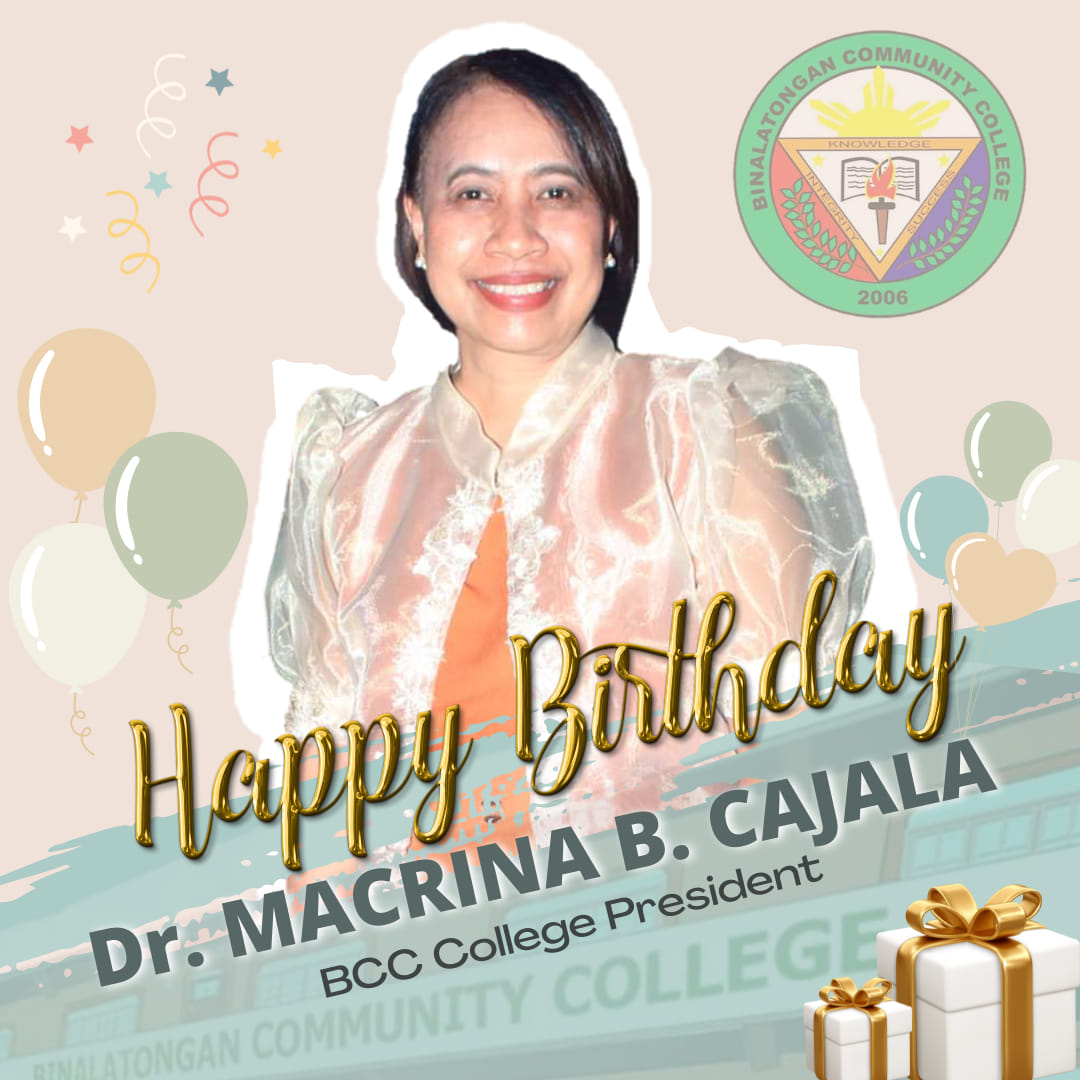 BINALATONGAN COMMUNITY COLLEGE
KNOWLEDGE
INTEGRITY
SUCCESS
2006
Happy Birthday
Dr. MACRINA B. CAJALA
BCC College President
BINALATONGAN COMMUNITY COLLEGE